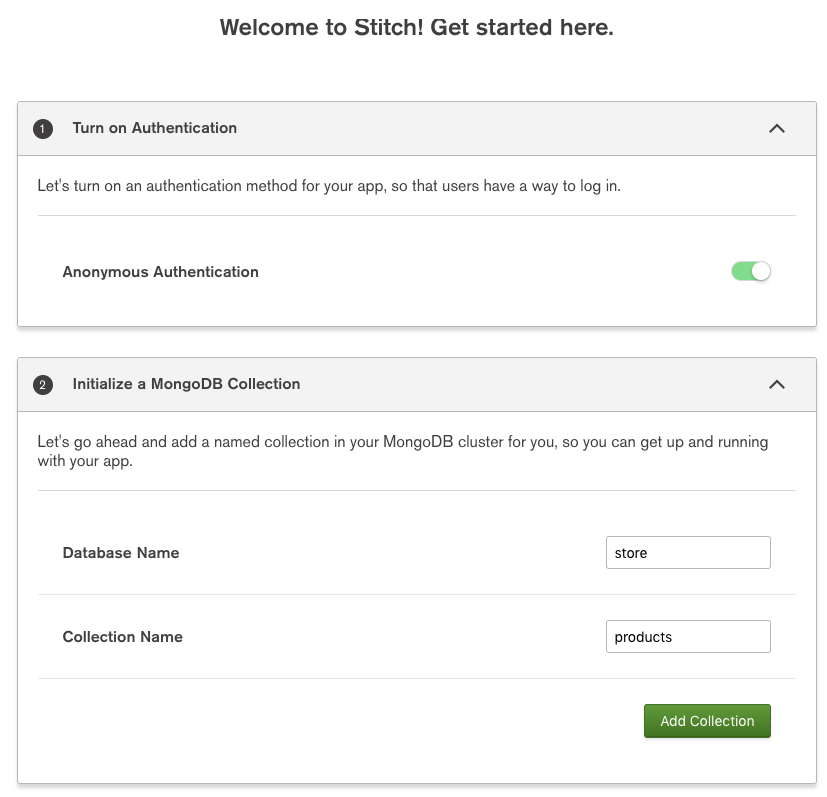 Welcome to Stitch! Get started here.
1 Turn on Authentication
Let's turn on an authentication method for your app, so that users have a way to log in.
Anonymous Authentication
2 Initialize a MongoDB Collection
Let's go ahead and add a named collection in your MongoDB cluster for you, so you can get up and running
with your app.
Database Name store
Collection Name products
Add Collection